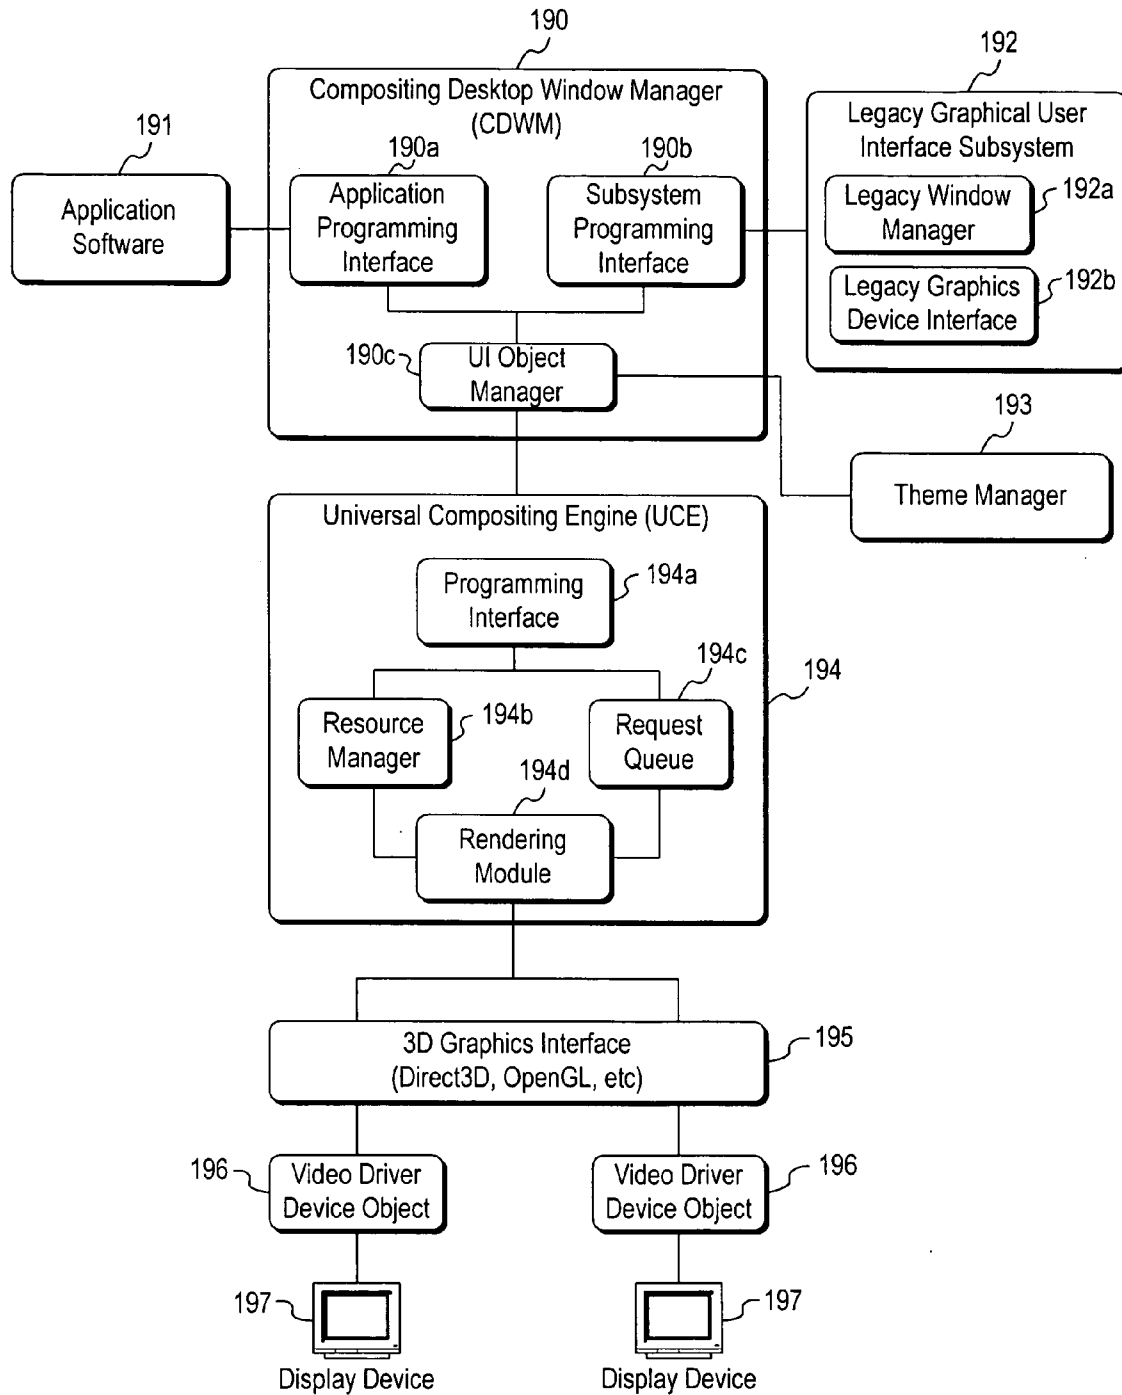 190
Compositing Desktop Window Manager
(CDWM)
192
Legacy Graphical User
Interface Subsystem
191
190a
190b
Application
Software
Application
Programming
Interface
Subsystem
Programming
Interface
Legacy Window
Manager
192a
Legacy Graphics
Device Interface
192b
190c
UI Object
Manager
193
Theme Manager
Universal Compositing Engine (UCE)
Programming
Interface
194a
194c
194
Resource
Manager
194b
Request
Queue
194d
Rendering
Module
3D Graphics Interface
(Direct3D, OpenGL, etc)
195
196
Video Driver
Device Object
Video Driver
Device Object
196
197
197
Display Device
Display Device